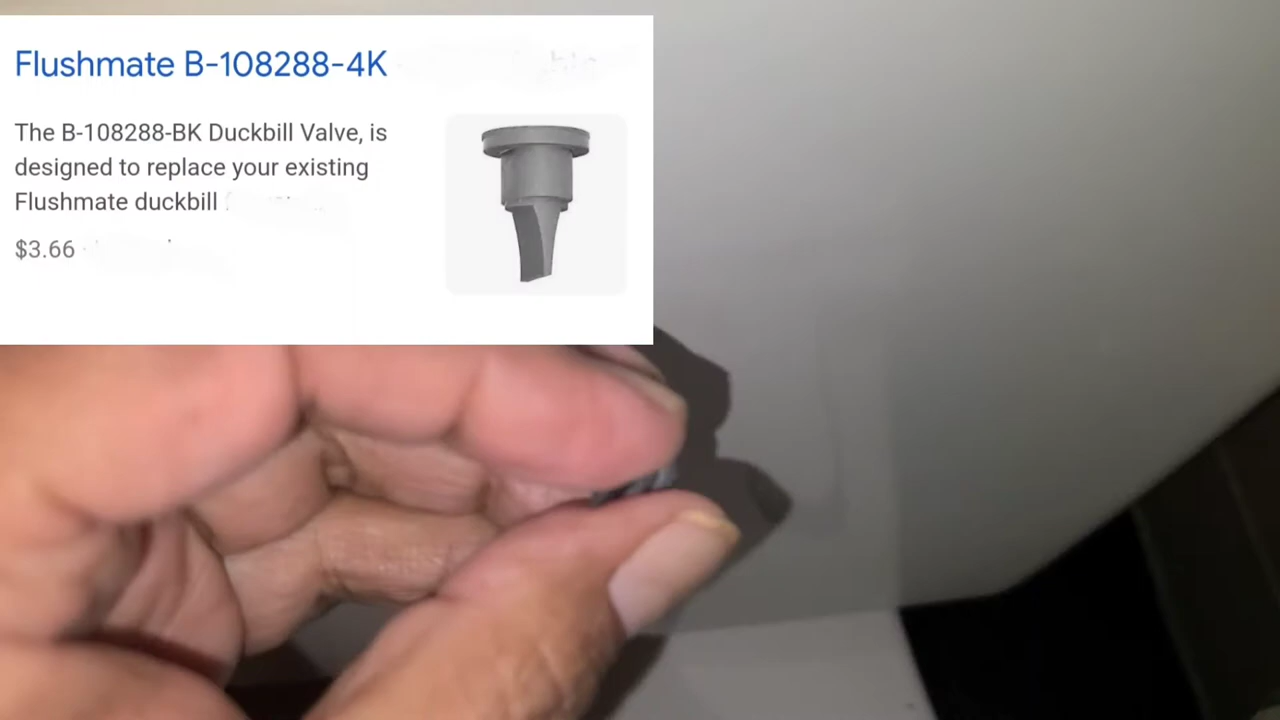 Flushmate B-108288-4K
The B-108288-BK Duckbill Valve, is
designed to replace your existing
Flushmate duckbill
$3.66